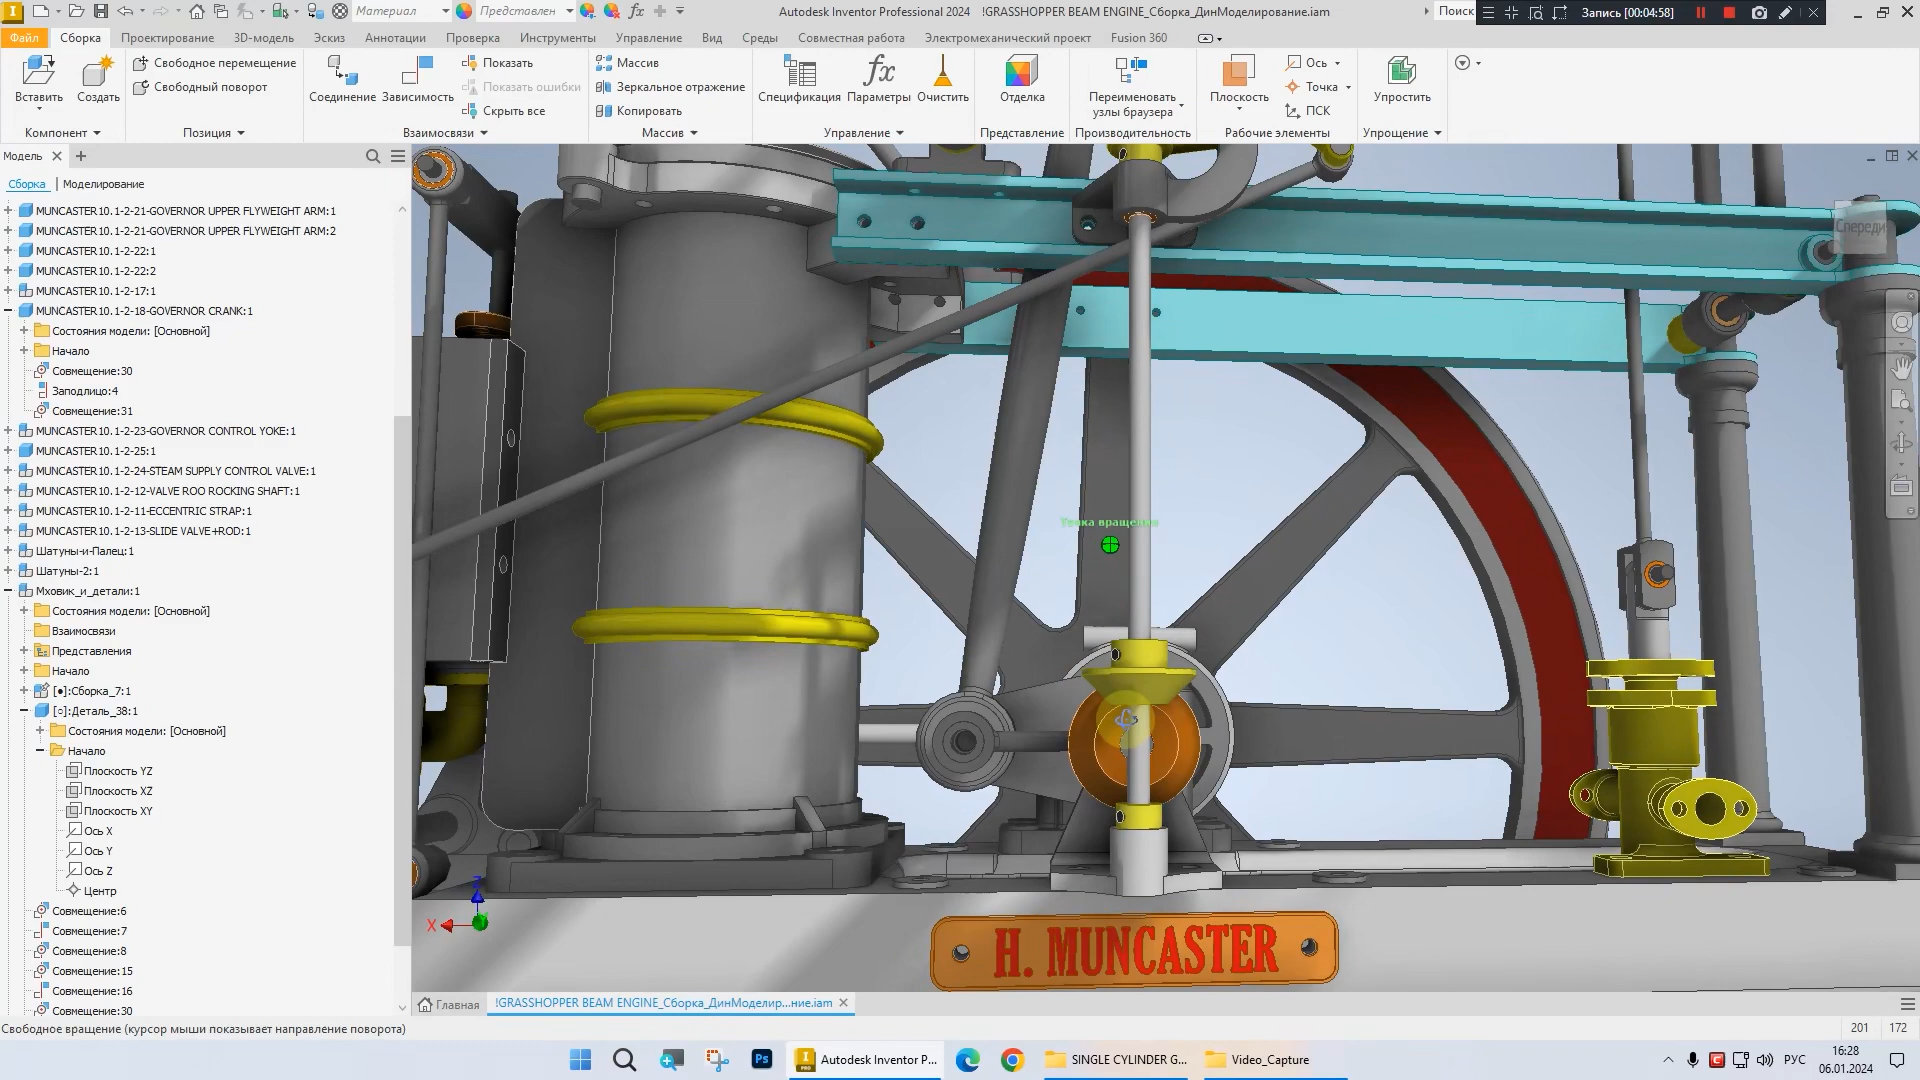 Материал
Представлен
Autodesk Inventor Professional 2024 !GRASSHOPPER BEAM ENGINE_Сборка_ДинМоделирование.iam
Поиск
Запись [00:04:58]
Файл Сборка Проектирование 3D-модель Эскиз Аннотации Проверка Инструменты Управление Вид Среды Совместная работа Электромеханический проект Fusion 360
Вставить
Создать
Свободное перемещение
Свободный поворот
Соединение
Зависимость
Показать
Показать ошибки
Скрыть все
Массив
Зеркальное отражение
Копировать
Спецификация
Параметры
Очистить
Отделка
Переименовать узлы браузера
Плоскость
Ось
Точка
ПСК
Упростить
Компонент Позиция Взаимосвязи Массив Управление Представление Производительность Рабочие элементы Упрощение
Модель
Сборка | Моделирование
MUNCASTER10.1-2-21-GOVERNOR UPPER FLYWEIGHT ARM:1
MUNCASTER10.1-2-21-GOVERNOR UPPER FLYWEIGHT ARM:2
MUNCASTER10.1-2-22:1
MUNCASTER10.1-2-22:2
MUNCASTER10.1-2-17:1
MUNCASTER10.1-2-18-GOVERNOR CRANK:1
Состояния модели: [Основной]
Начало
Совмещение:30
Заподлицо:4
Совмещение:31
MUNCASTER10.1-2-23-GOVERNOR CONTROL YOKE:1
MUNCASTER10.1-2-25:1
MUNCASTER10.1-2-24-STEAM SUPPLY CONTROL VALVE:1
MUNCASTER10.1-2-12-VALVE ROO ROCKING SHAFT:1
MUNCASTER10.1-2-11-ECCENTRIC STRAP:1
MUNCASTER10.1-2-13-SLIDE VALVE+ROD:1
Шатуны-и-Палец:1
Шатуны-2:1
Мховик_и_детали:1
Состояния модели: [Основной]
Взаимосвязи
Представления
Начало
[●]:Сборка_7:1
[○]:Деталь_38:1
Состояния модели: [Основной]
Начало
Плоскость YZ
Плоскость XZ
Плоскость XY
Ось X
Ось Y
Ось Z
Центр
Совмещение:6
Совмещение:7
Совмещение:8
Совмещение:15
Совмещение:16
Совмещение:30
Спереди
X
Z
H. MUNCASTER
Главная
!GRASSHOPPER BEAM ENGINE_Сборка_ДинМоделир...ние.iam
Свободное вращение (курсор мыши показывает направление поворота)
201 172
Autodesk Inventor P...
SINGLE CYLINDER G...
Video_Capture
РУС
16:28
06.01.2024